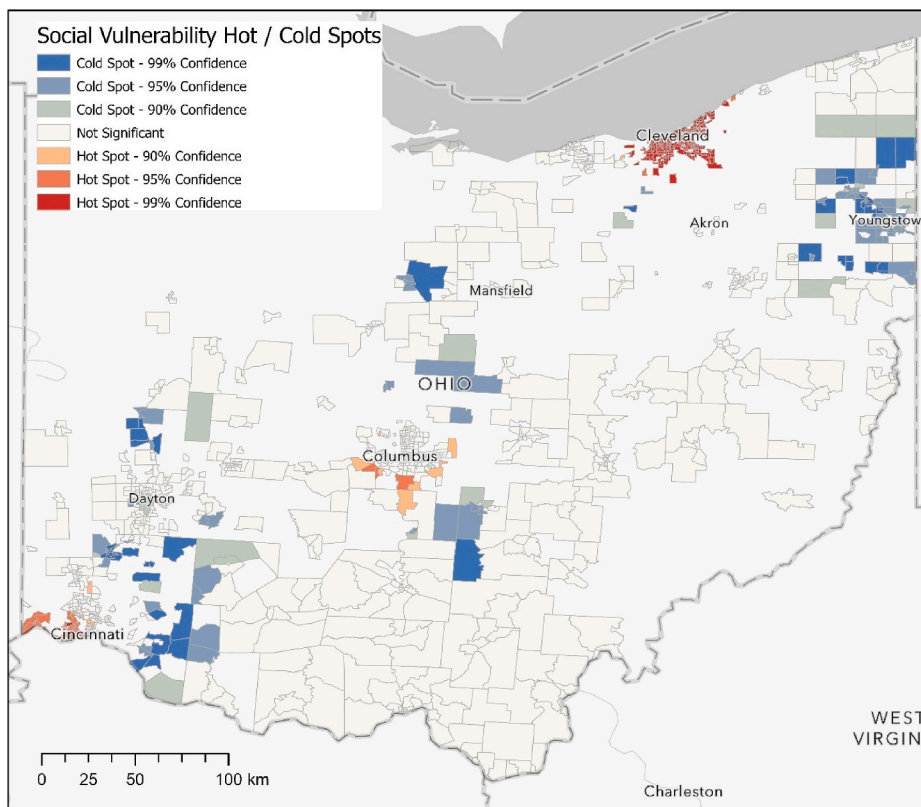 Social Vulnerability Hot / Cold Spots
Cold Spot - 99% Confidence
Cold Spot - 95% Confidence
Cold Spot - 90% Confidence
Not Significant
Hot Spot - 90% Confidence
Hot Spot - 95% Confidence
Hot Spot - 99% Confidence
Cleveland
Akron
Youngstow
Mansfield
OHIO
Columbus
Dayton
Cincinnati
WEST
VIRGIN
0 25 50 100 km
Charleston